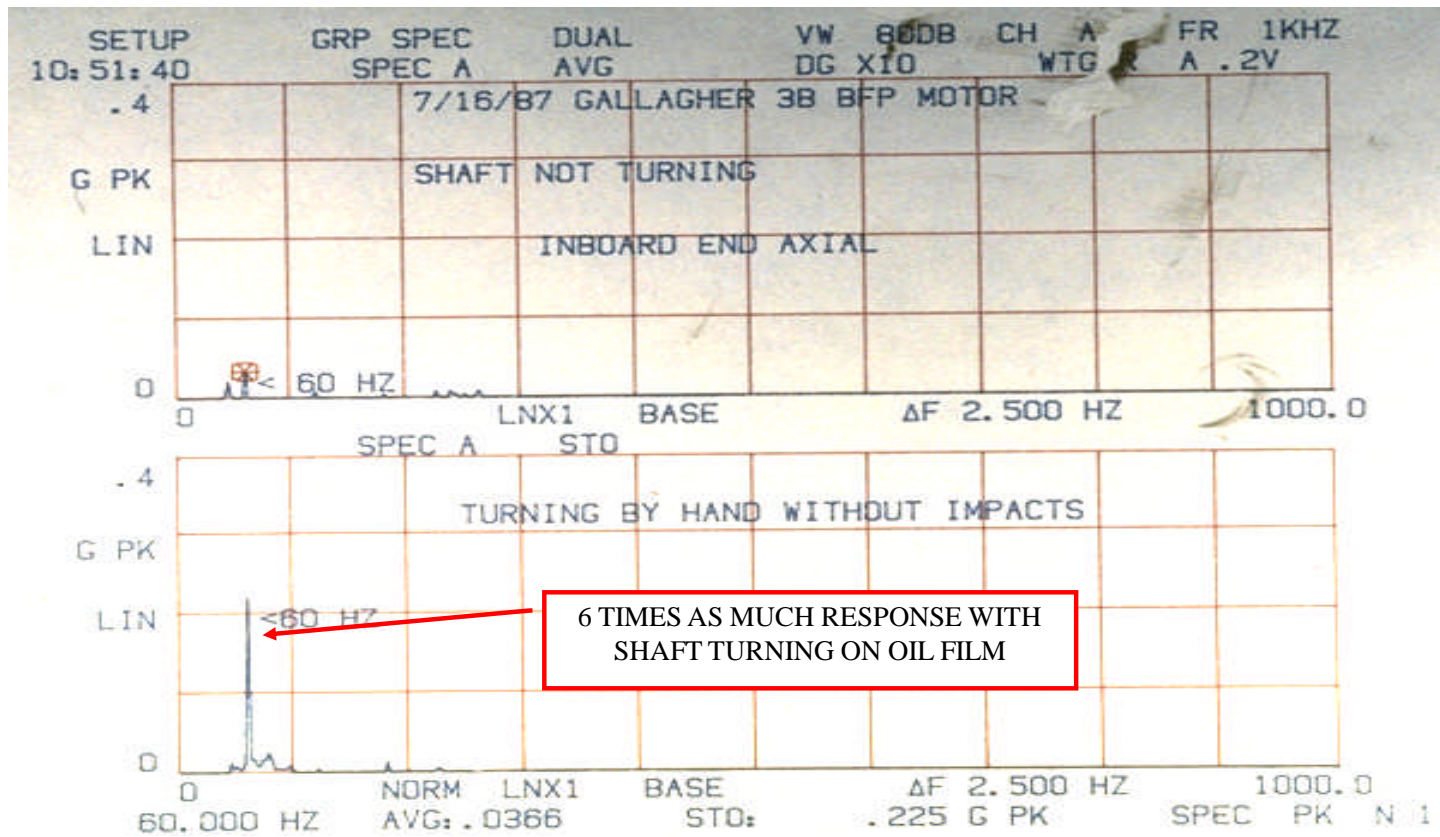 SETUP GRP SPEC DUAL VW 80DB CH A FR 1KHZ
10:51:40 SPEC A AVG DG X10 WTG R A .2V
.4 7/16/87 GALLAGHER 3B BFP MOTOR
G PK SHAFT NOT TURNING
LIN INBOARD END AXIAL
0 < 60 HZ
0 LNX1 BASE ΔF 2.500 HZ 1000.0
SPEC A STO
.4
TURNING BY HAND WITHOUT IMPACTS
G PK
LIN <60 HZ
6 TIMES AS MUCH RESPONSE WITH
SHAFT TURNING ON OIL FILM
0
0 NORM LNX1 BASE ΔF 2.500 HZ 1000.0
60.000 HZ AVG:.0366 STO: .225 G PK SPEC PK N 1